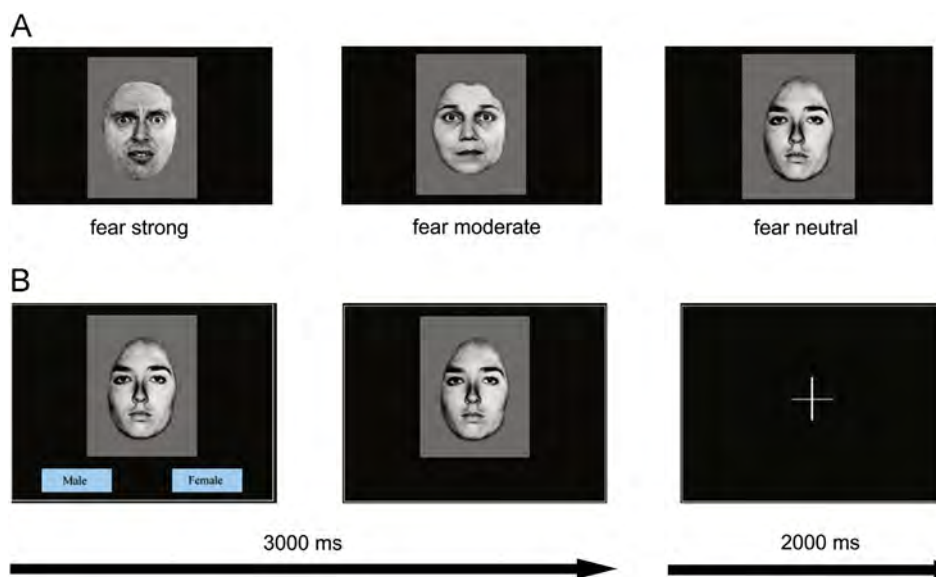 A
fear strong
fear moderate
fear neutral
B
Male
Female
3000 ms
2000 ms